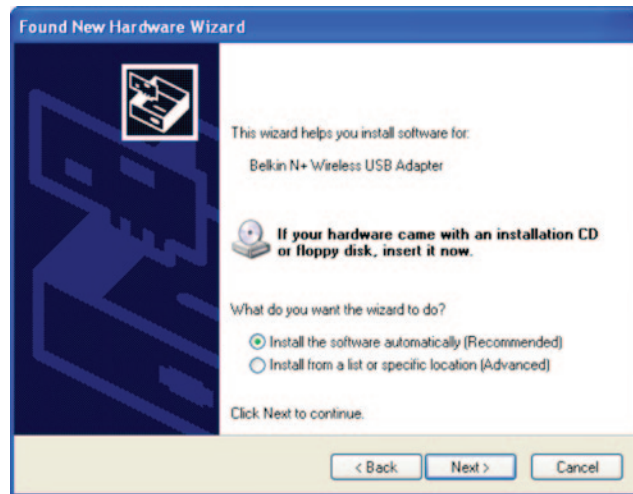 Found New Hardware Wizard
This wizard helps you install software for:
Belkin N+ Wireless USB Adapter
If your hardware came with an installation CD
or floppy disk, insert it now.
What do you want the wizard to do?
Install the software automatically (Recommended)
Install from a list or specific location (Advanced)
Click Next to continue.
< Back Next > Cancel